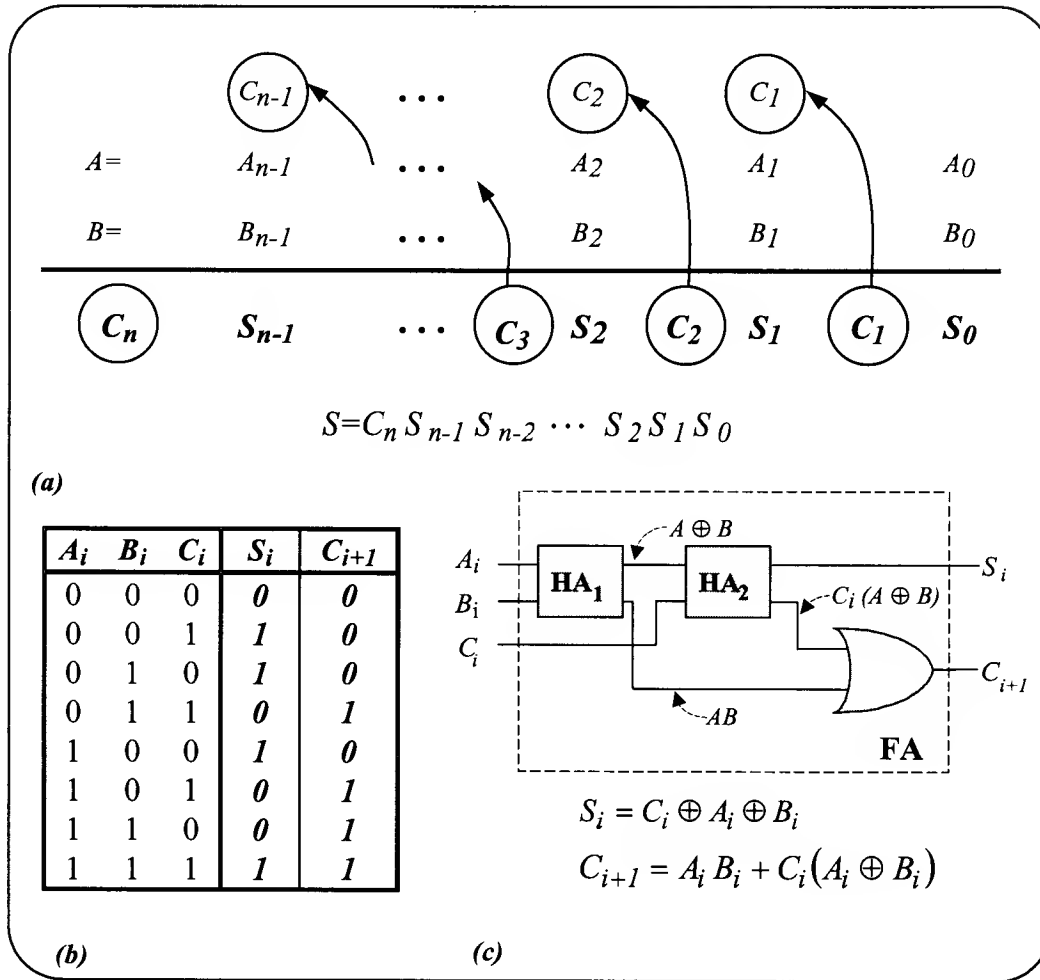 C_{n-1} ··· C_2 C_1
A= A_{n-1} ··· A_2 A_1 A_0
B= B_{n-1} ··· B_2 B_1 B_0
C_n S_{n-1} ··· C_3 S_2 C_2 S_1 C_1 S_0
S=C_n S_{n-1} S_{n-2} ··· S_2 S_1 S_0
(a)
A_i B_i C_i S_i C_{i+1}
0 0 0 0 0
0 0 1 1 0
0 1 0 1 0
0 1 1 0 1
1 0 0 1 0
1 0 1 0 1
1 1 0 0 1
1 1 1 1 1
(b)
A ⊕ B
A_i HA_1 HA_2 S_i
B_i C_i (A ⊕ B)
C_i
C_{i+1}
AB
FA
S_i = C_i ⊕ A_i ⊕ B_i
C_{i+1} = A_i B_i + C_i(A_i ⊕ B_i)
(c)